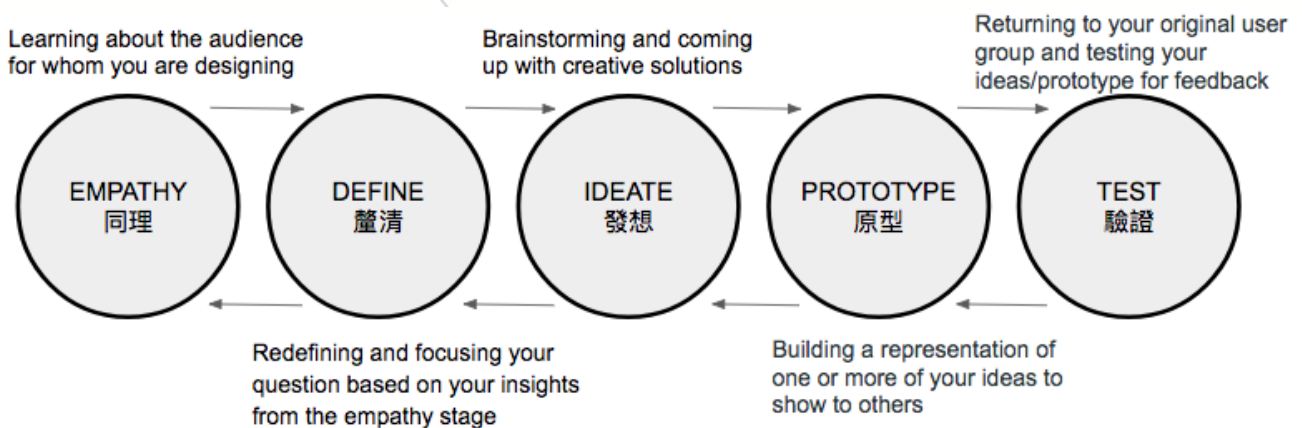 Learning about the audience
for whom you are designing
Brainstorming and coming
up with creative solutions
Returning to your original user
group and testing your
ideas/prototype for feedback
EMPATHY
同理
DEFINE
釐清
IDEATE
發想
PROTOTYPE
原型
TEST
驗證
Redefining and focusing your
question based on your insights
from the empathy stage
Building a representation of
one or more of your ideas to
show to others